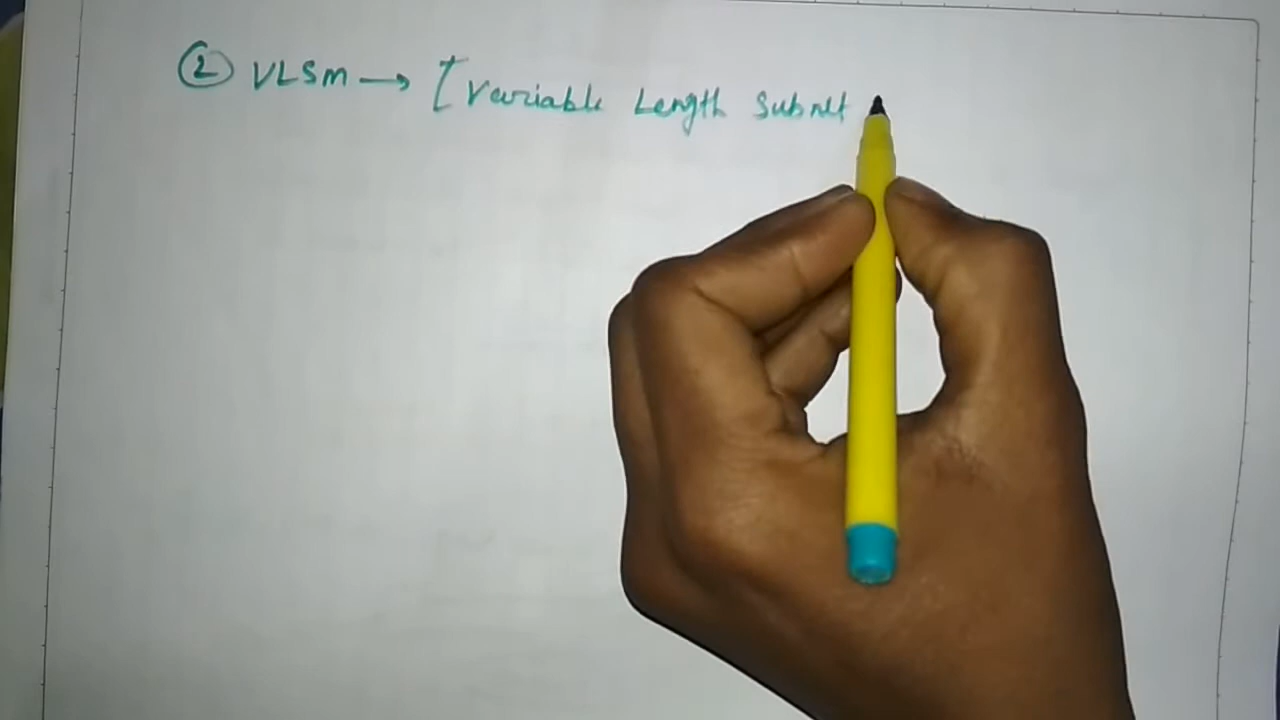 ② VLSM → [Variable Length Subnet